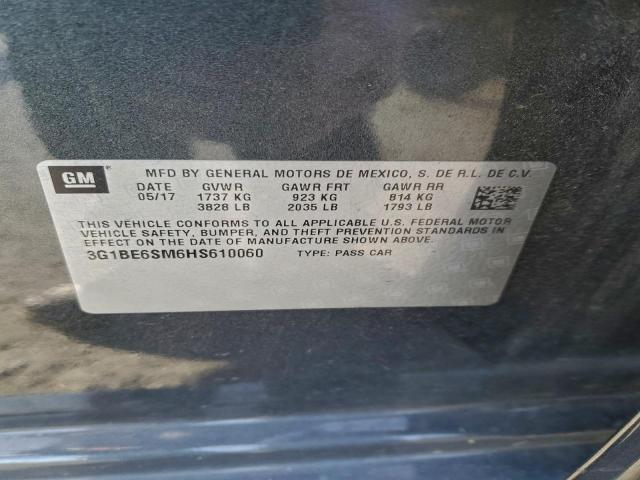 GM
MFD BY GENERAL MOTORS DE MEXICO, S. DE R.L. DE C.V.
DATE GVWR GAWR FRT GAWR RR
05/17 1737 KG 923 KG 814 KG
3828 LB 2035 LB 1793 LB
THIS VEHICLE CONFORMS TO ALL APPLICABLE U.S. FEDERAL MOTOR
VEHICLE SAFETY, BUMPER, AND THEFT PREVENTION STANDARDS IN
EFFECT ON THE DATE OF MANUFACTURE SHOWN ABOVE.
3G1BE6SM6HS610060 TYPE: PASS CAR